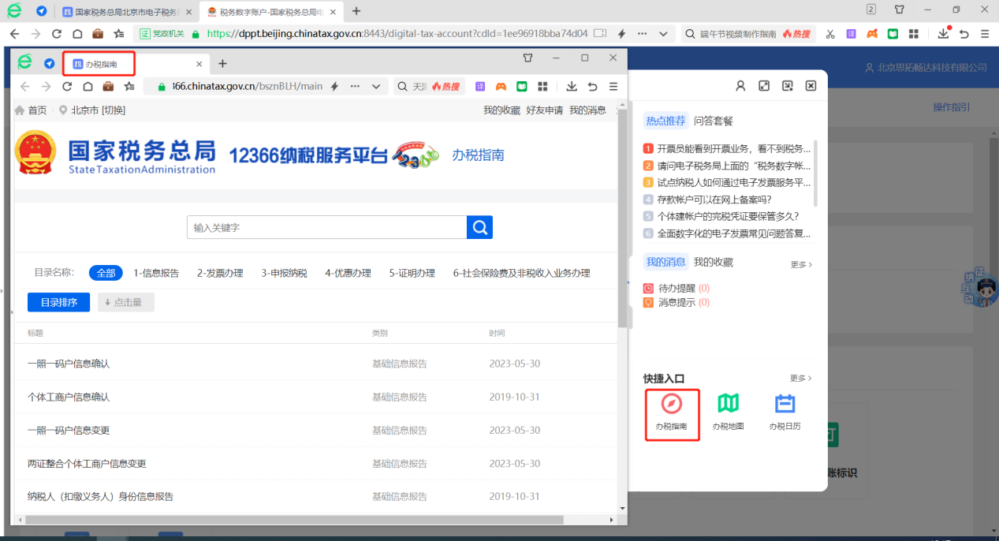 国家税务总局北京市电子税务
税务数字账户-国家税务总局电
2
证 党政机关
https://dppt.beijing.chinatax.gov.cn:8443/digital-tax-account?cdId=1ee96918bba74d04
端午节视频制作指南
热搜
译
北京思拓畅达科技有限公司
操作指引
办税指南
366.chinatax.gov.cn/bsznBLH/main
热搜
译
首页
北京市 [切换]
我的收藏 好友申请 我的消息
国家税务总局
StateTaxationAdministration
12366纳税服务平台
12366
办税指南
输入关键字
目录名称:
全部
1-信息报告
2-发票办理
3-申报纳税
4-优惠办理
5-证明办理
6-社会保险费及非税收入业务办理
目录排序
点击量
标题 类别 时间
一照一码户信息确认 基础信息报告 2023-05-30
个体工商户信息确认 基础信息报告 2019-10-31
一照一码户信息变更 基础信息报告 2023-05-30
两证整合个体工商户信息变更 基础信息报告 2023-05-30
纳税人（扣缴义务人）身份信息报告 基础信息报告 2019-10-31
热点推荐 问答套餐
1 开票员能看到开票业务，看不到税务...
2 请问电子税务局上面的“税务数字帐...
3 试点纳税人如何通过电子发票服务平...
4 存款帐户可以在网上备案吗?
5 个体建帐户的完税凭证要保管多久?
6 全面数字化的电子发票常见问题答复...
我的消息 我的收藏
更多 >
待办提醒 (0)
消息提示 (0)
快捷入口
更多 >
办税指南
办税地图
办税日历
征纳互动
账标识